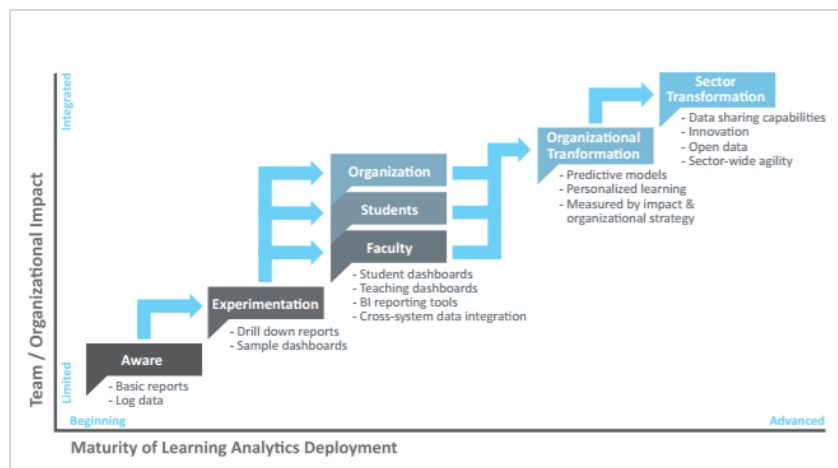 Team / Organizational Impact
Integrated
Limited
Sector
Transformation
- Data sharing capabilities
- Innovation
- Open data
- Sector-wide agility
Organizational
Tranformation
- Predictive models
- Personalized learning
- Measured by impact &
organizational strategy
Organization
Students
Faculty
- Student dashboards
- Teaching dashboards
- BI reporting tools
- Cross-system data integration
Experimentation
- Drill down reports
- Sample dashboards
Aware
- Basic reports
- Log data
Beginning
Advanced
Maturity of Learning Analytics Deployment